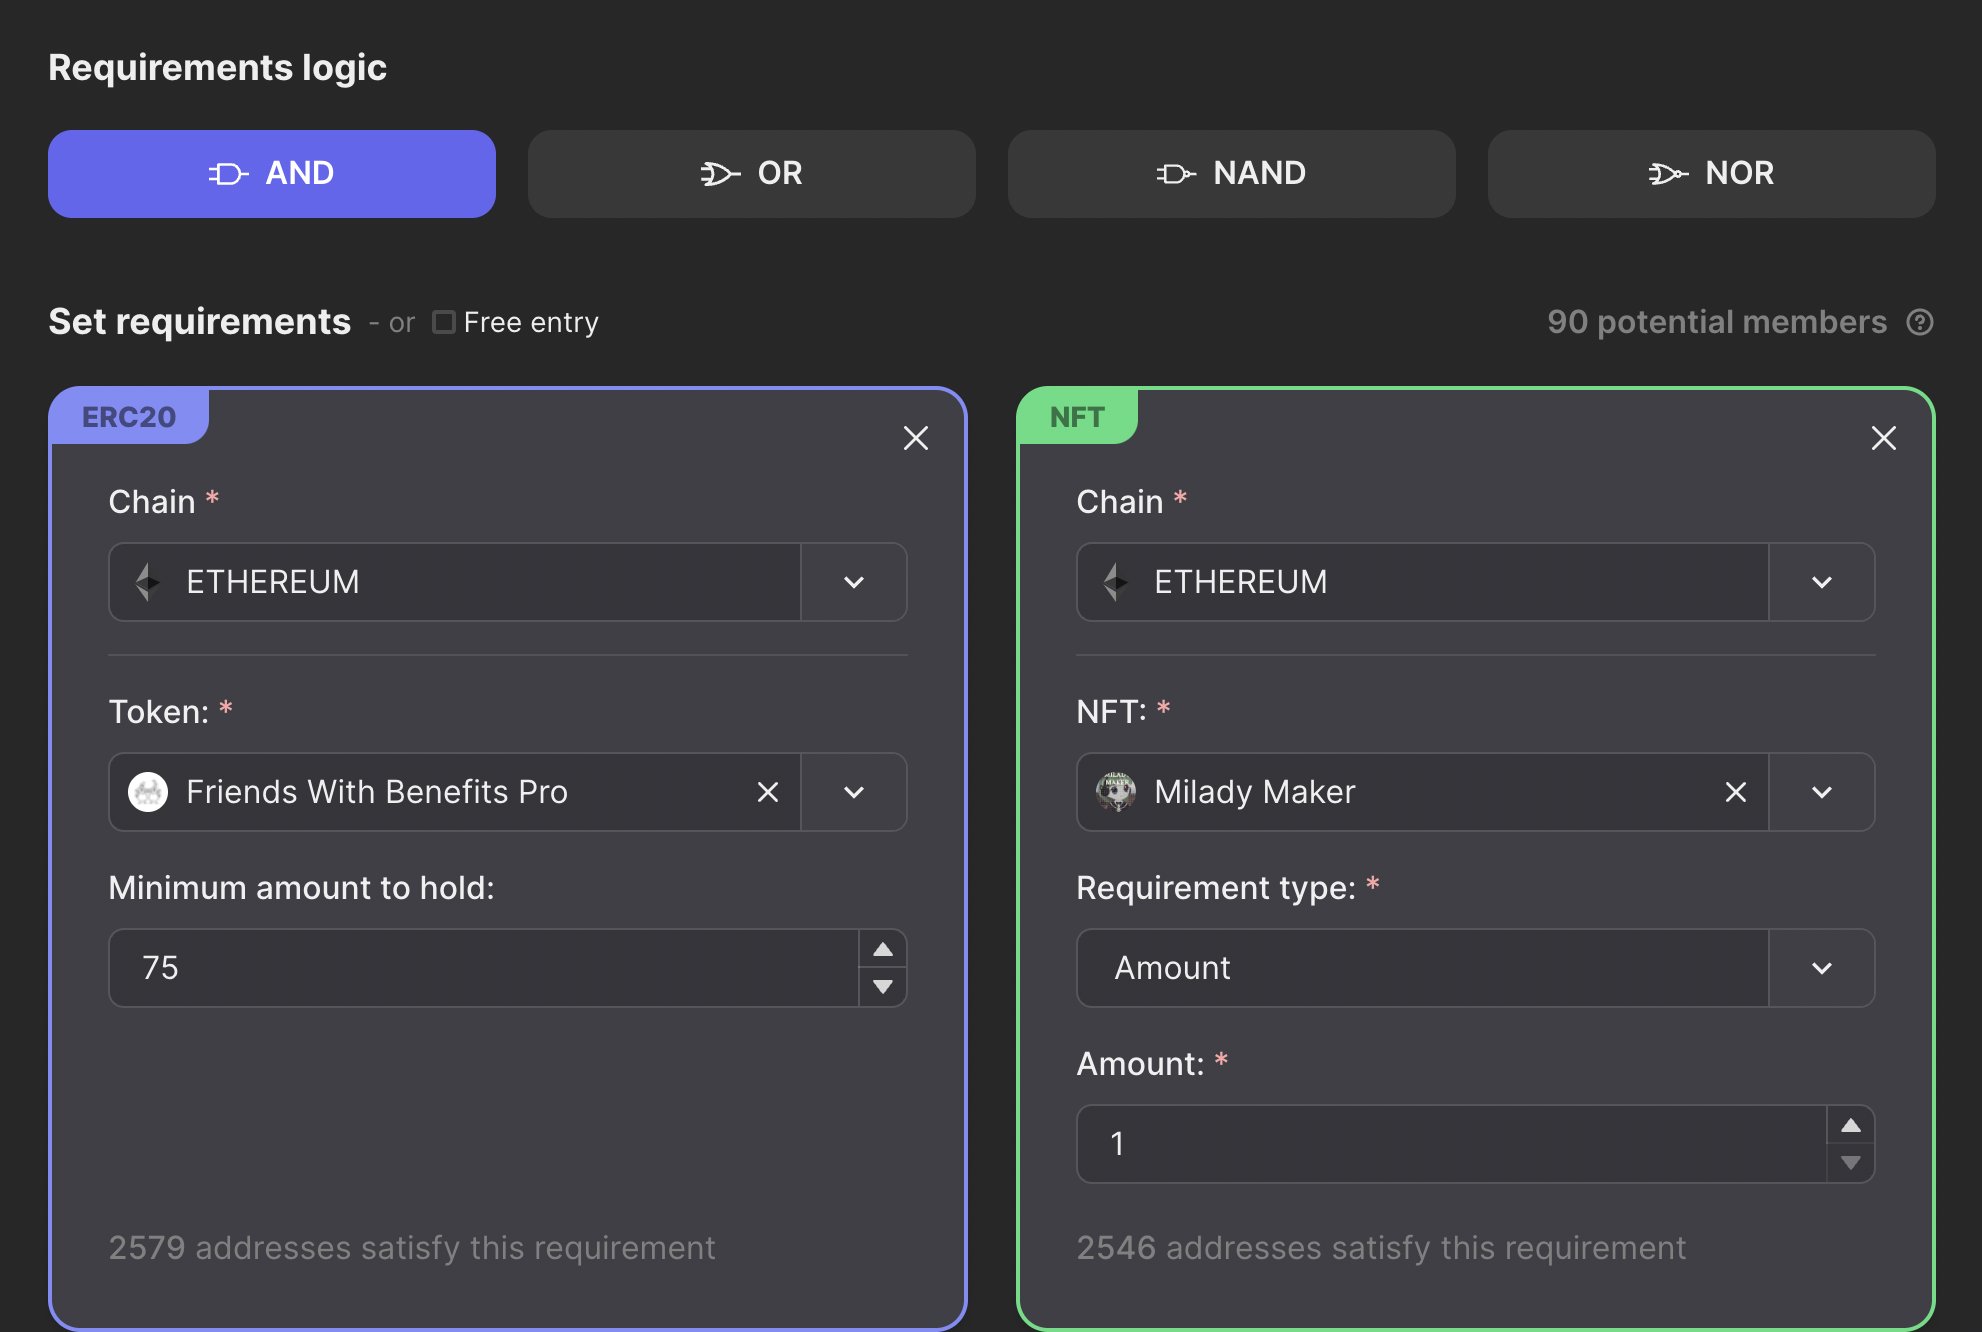 Requirements logic
AND
OR
NAND
NOR
Set requirements - or Free entry
90 potential members ?
ERC20
Chain *
ETHEREUM
Token: *
Friends With Benefits Pro
Minimum amount to hold:
75
2579 addresses satisfy this requirement
NFT
Chain *
ETHEREUM
NFT: *
MILADY
MAKER
Milady Maker
Requirement type: *
Amount
Amount: *
1
2546 addresses satisfy this requirement